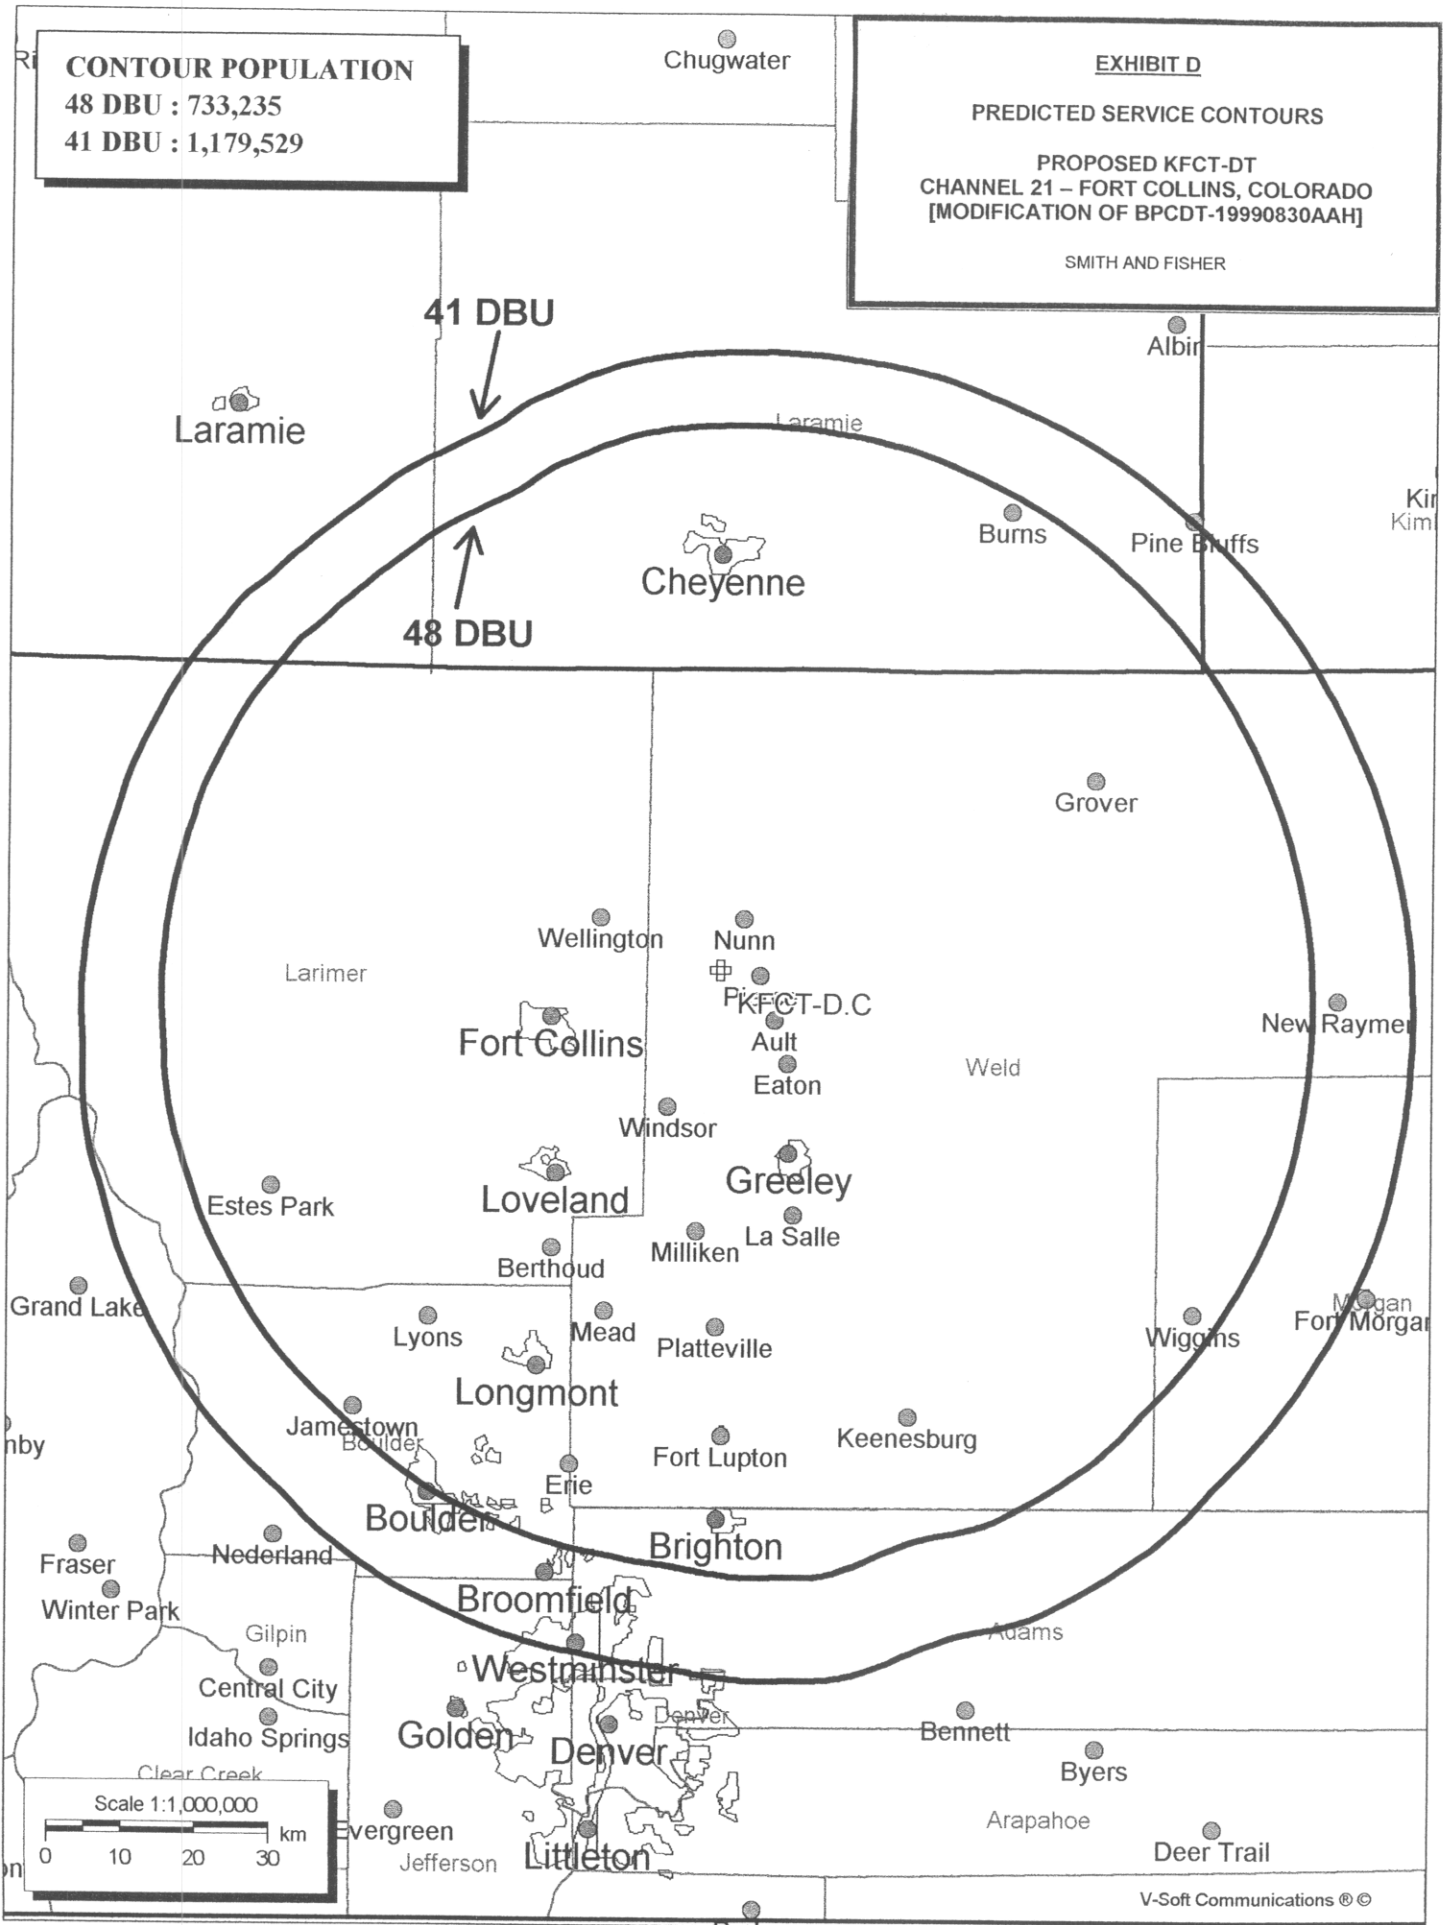 CONTOUR POPULATION
48 DBU : 733,235
41 DBU : 1,179,529
EXHIBIT D
PREDICTED SERVICE CONTOURS
PROPOSED KFCT-DT
CHANNEL 21 – FORT COLLINS, COLORADO
[MODIFICATION OF BPCDT-19990830AAH]
SMITH AND FISHER
Chugwater
41 DBU
Albin
Laramie
Laramie
Kim
Burns
Pine Bluffs
Cheyenne
48 DBU
Grover
Wellington
Nunn
Larimer
KFCT-D.C
New Raymer
Fort Collins
Ault
Weld
Eaton
Windsor
Greeley
Loveland
Estes Park
La Salle
Milliken
Berthoud
Grand Lake
Morgan
Fort Morgan
Lyons
Mead
Platteville
Wiggins
Longmont
Jamestown
Boulder
nby
Fort Lupton
Keenesburg
Erie
Boulder
Brighton
Nederland
Fraser
Broomfield
Winter Park
Gilpin
Adams
Westminster
Central City
Denver
Golden
Denver
Bennett
Idaho Springs
Clear Creek
Byers
Scale 1:1,000,000
km
0 10 20 30
Evergreen
Arapahoe
Jefferson
Littleton
Deer Trail
V-Soft Communications ® ©